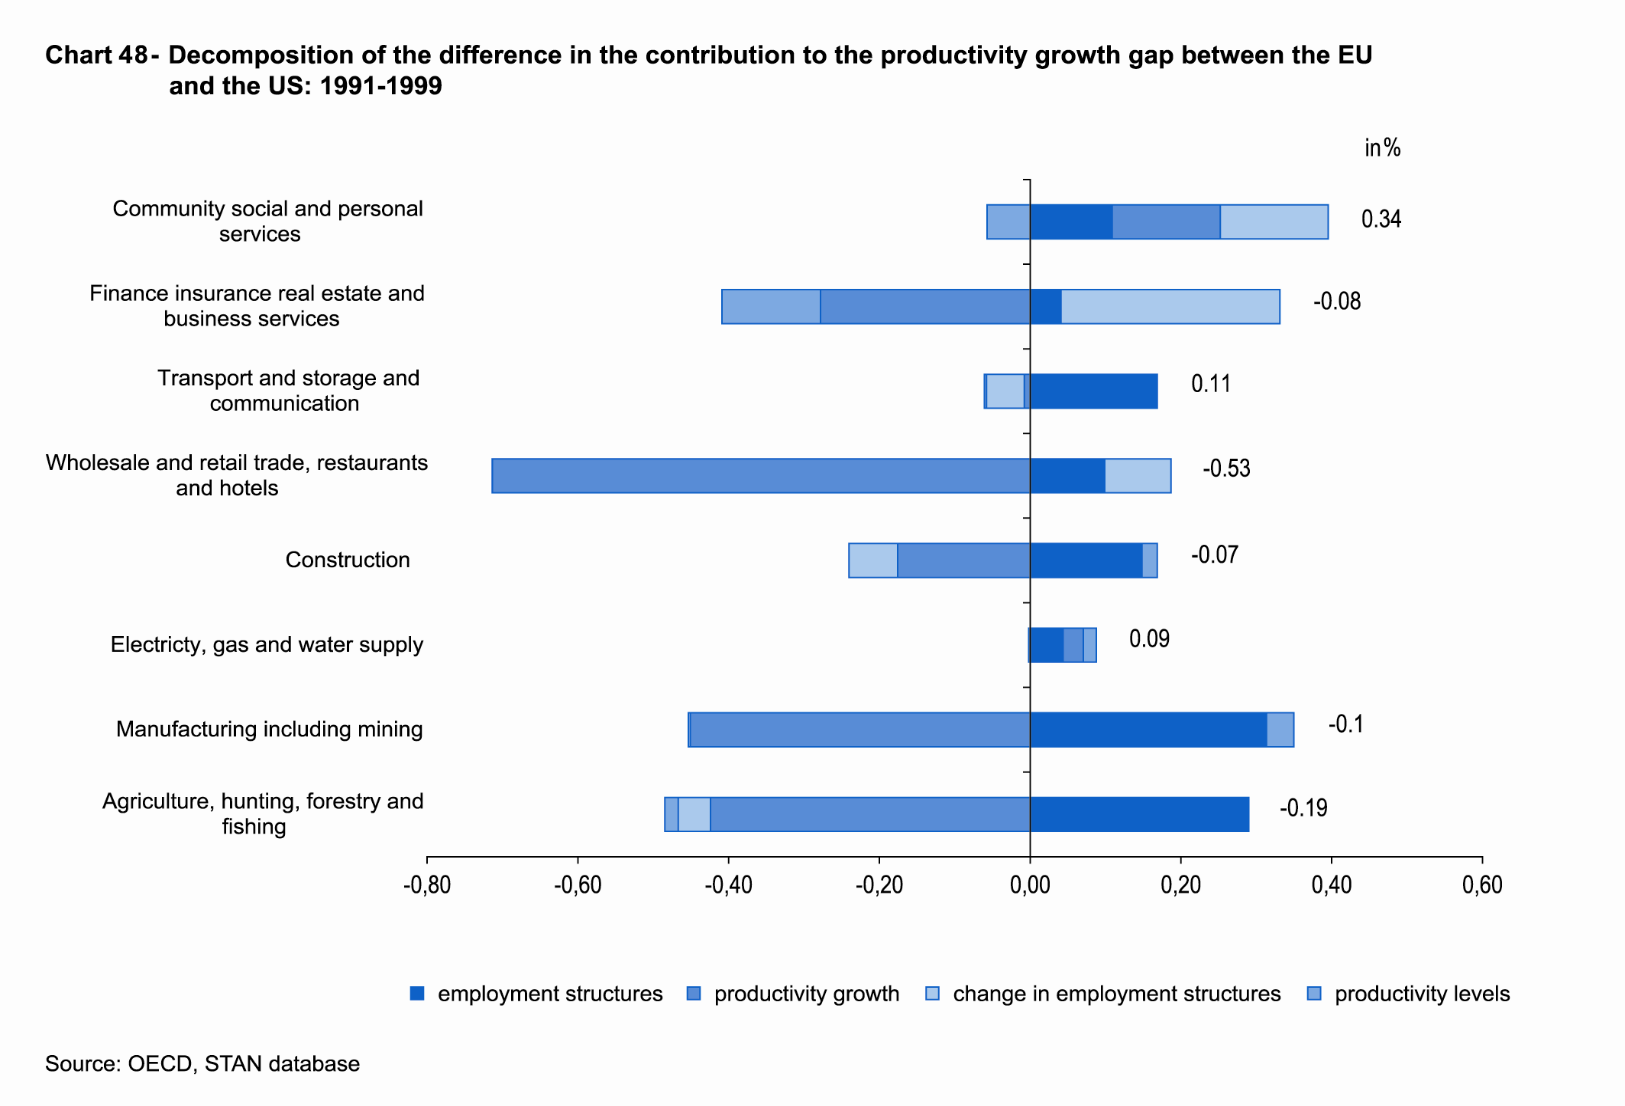 Chart 48- Decomposition of the difference in the contribution to the productivity growth gap between the EU
and the US: 1991-1999
in%
Community social and personal
services
0.34
Finance insurance real estate and
business services
-0.08
Transport and storage and
communication
0.11
Wholesale and retail trade, restaurants
and hotels
-0.53
Construction
-0.07
Electricty, gas and water supply
0.09
Manufacturing including mining
-0.1
Agriculture, hunting, forestry and
fishing
-0.19
-0,80 -0,60 -0,40 -0,20 0,00 0,20 0,40 0,60
employment structures productivity growth change in employment structures productivity levels
Source: OECD, STAN database